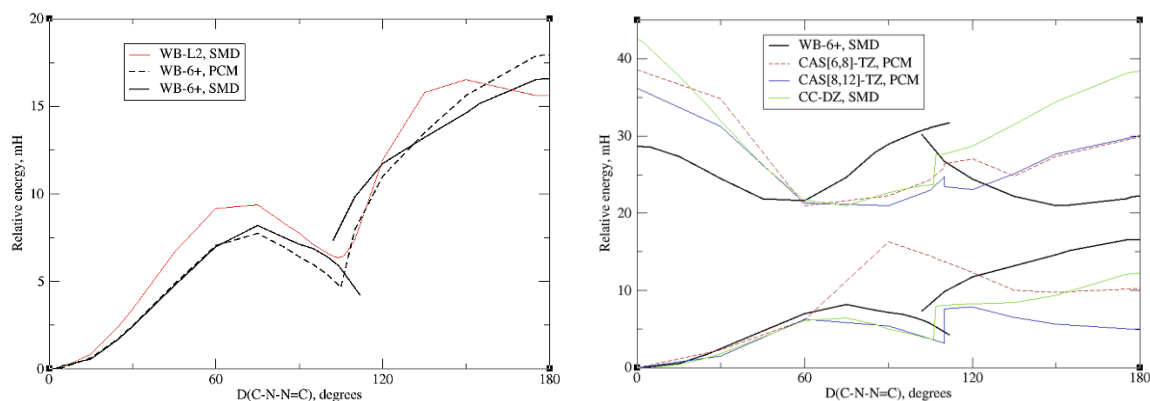 20
15
10
5
0
Relative energy, mH
WB-L2, SMD
WB-6+, PCM
WB-6+, SMD
0 60 120 180
D(C-N-N=C), degrees
40
30
20
10
0
Relative energy, mH
WB-6+, SMD
CAS[6,8]-TZ, PCM
CAS[8,12]-TZ, PCM
CC-DZ, SMD
0 60 120 180
D(C-N-N=C), degrees